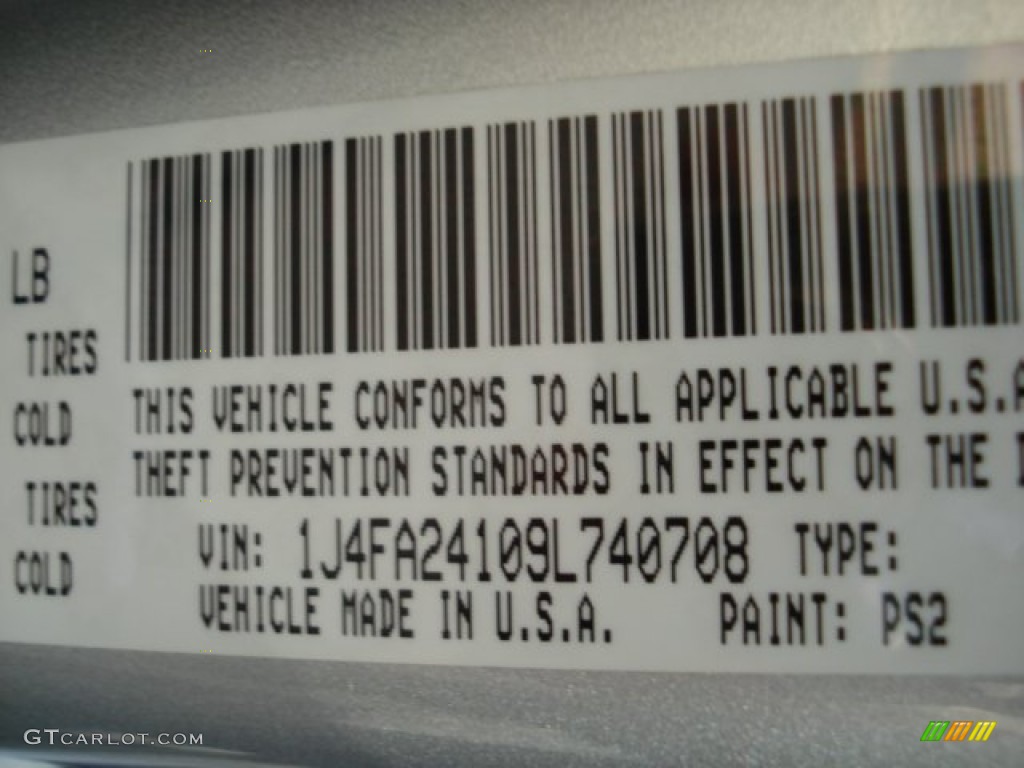 LB
TIRES
COLD
TIRES
COLD
THIS VEHICLE CONFORMS TO ALL APPLICABLE U.S.A
THEFT PREVENTION STANDARDS IN EFFECT ON THE
VIN: 1J4FA24109L740708 TYPE:
VEHICLE MADE IN U.S.A. PAINT: PS2
GTCARLOT.COM